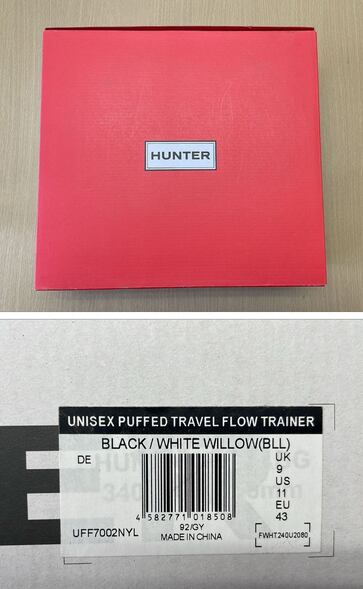 HUNTER
UNISEX PUFFED TRAVEL FLOW TRAINER
BLACK / WHITE WILLOW(BLL)
DE
UK
9
US
11
EU
43
4 582771 018508
92/GY
UFF7002NYL
MADE IN CHINA
FWHT240U2080